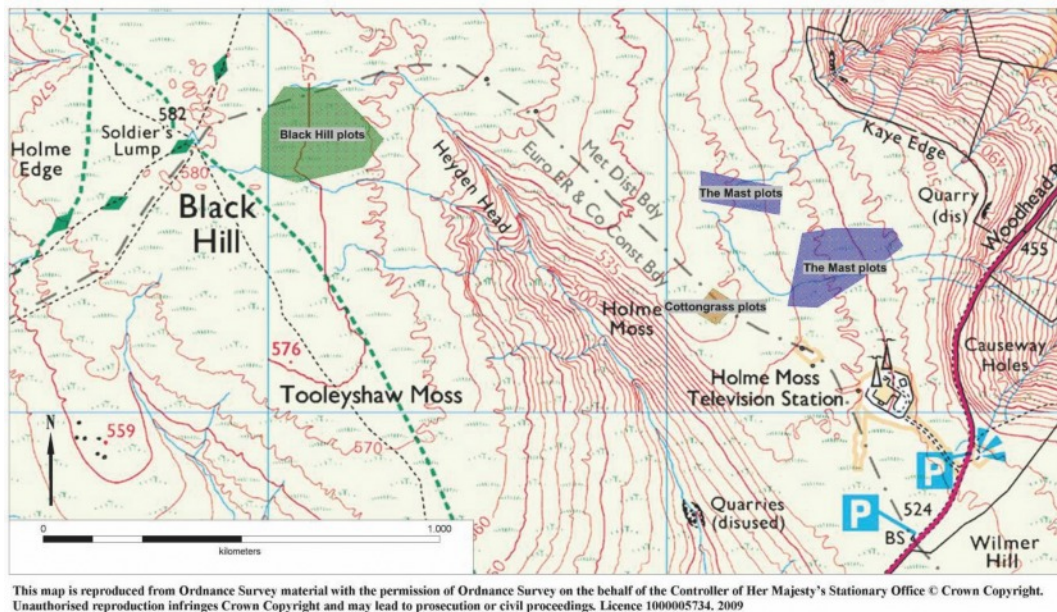 570
575
582
Soldier's
Lump
Holme
Edge
580
Black
Hill
Black Hill plots
Heyden Head
Met Dist Bdy
Euro ER & Co Const Bdy
535
The Mast plots
The Mast plots
Cottongrass plots
Kaye Edge
Quarry
(dis)
Woodhead
455
490
Holme
Moss
Causeway
Holes
Holme Moss
Television Station
576
Tooleyshaw Moss
559
570
N
P
P
524
BS
Quarries
(disused)
Wilmer
Hill
0
1.000
kilometers
This map is reproduced from Ordnance Survey material with the permission of Ordnance Survey on the behalf of the Controller of Her Majesty's Stationary Office © Crown Copyright.
Unauthorised reproduction infringes Crown Copyright and may lead to prosecution or civil proceedings. Licence 1000005734, 2009